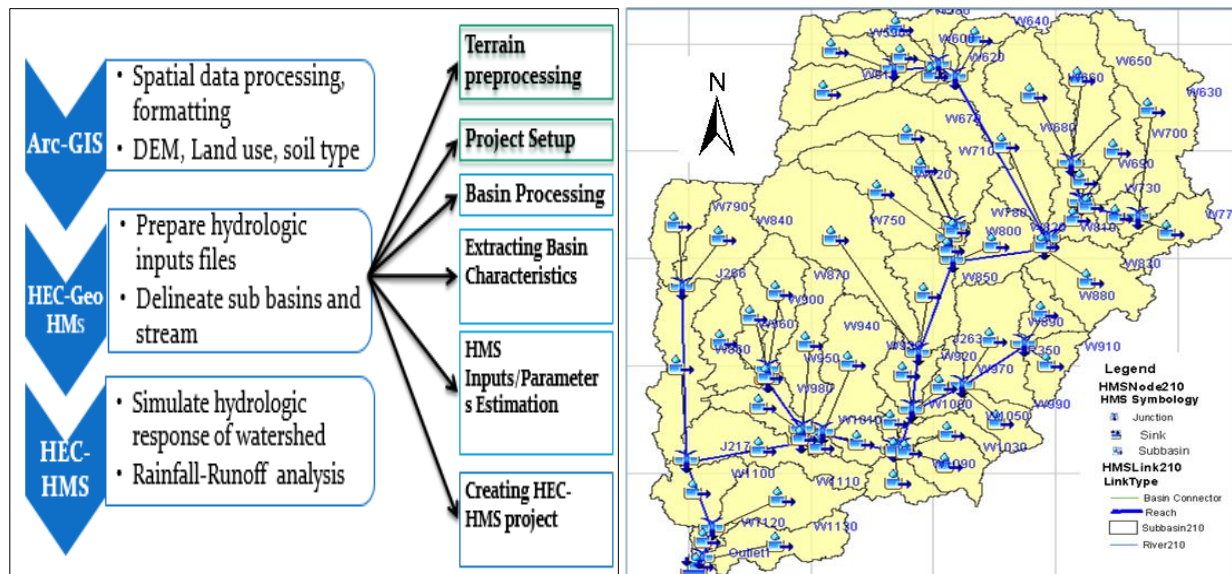 Arc-GIS
• Spatial data processing,
formatting
• DEM, Land use, soil type
HEC-Geo
HMs
• Prepare hydrologic
inputs files
• Delineate sub basins and
stream
HEC-
HMS
• Simulate hydrologic
response of watershed
• Rainfall-Runoff analysis
Terrain
preprocessing
Project Setup
Basin Processing
Extracting Basin
Characteristics
HMS
Inputs/Parameter
s Estimation
Creating HEC-
HMS project
N
W640
W600
W620
W650
W660
W630
W670
W680
W700
W710
W690
W730
W790
W840
W750
W780
W800
W810
W830
J286
W870
W850
W880
W900
W940
W890
J263
W910
W950
W920
W970
W980
W990
W1050
J217
W1030
W1090
W1100
W1110
W1120
W1130
Outlet1
Legend
HMSNode210
HMS Symbology
Junction
Sink
Subbasin
HMSLink210
LinkType
Basin Connector
Reach
Subbasin210
River210